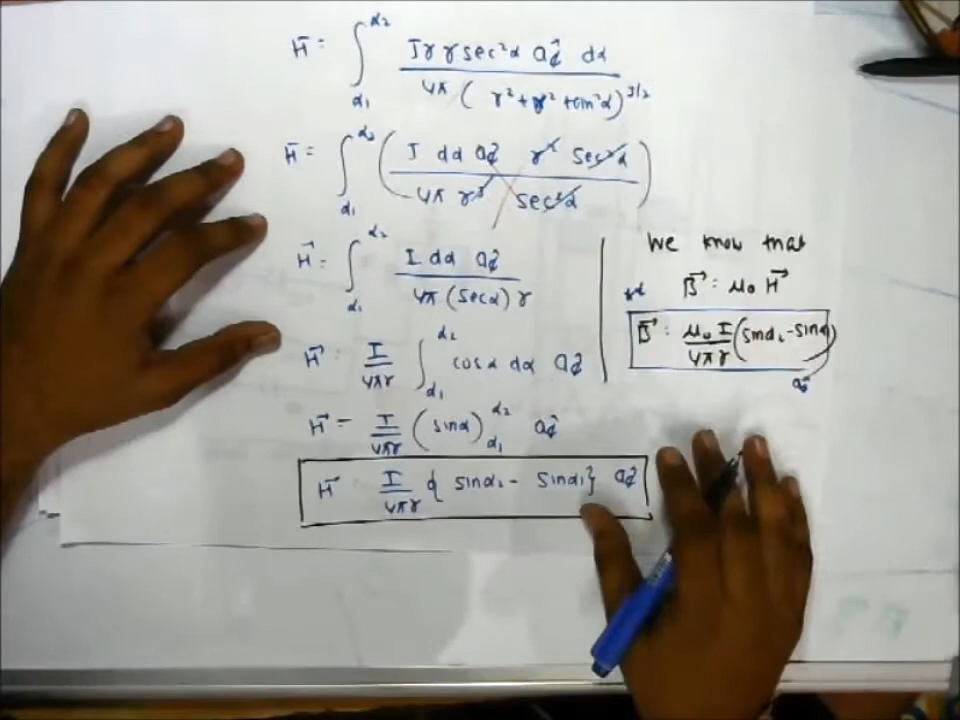 H⃗ = ∫_{α₁}^{α₂} Iγ γ sec²α aφ̂ dα / 4π (γ² + γ² tan²α)^{3/2}
H⃗ = ∫_{α₁}^{α₂} ( I dα aφ̂ γ² sec²α / 4π γ³ sec³α )
H⃗ = ∫_{α₁}^{α₂} I dα aφ̂ / 4π (secα) γ
H⃗ = I/4πγ ∫_{α₁}^{α₂} cosα dα aφ̂
H⃗ = I/4πγ (sinα)_{α₁}^{α₂} aφ̂
H⃗ I/4πγ { sinα₂ - sinα₁} aφ̂
We know that
B⃗ = μ₀ H⃗
B⃗ = μ₀ I/4πγ (sinα₂ - sinα₁) aφ̂